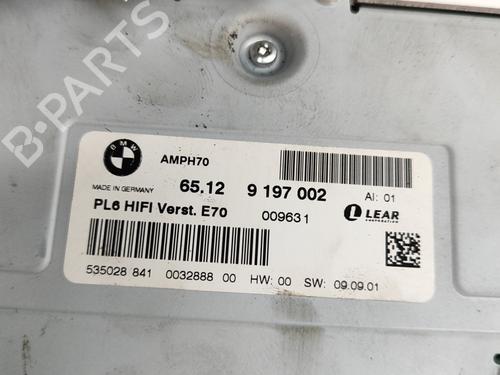 B-PARTS
BMW
AMPH70
MADE IN GERMANY
65.12 9 197 002 AI: 01
PL6 HIFI Verst. E70 009631 LEAR
CORPORATION
535028 841 0032888 00 HW: 00 SW: 09.09.01